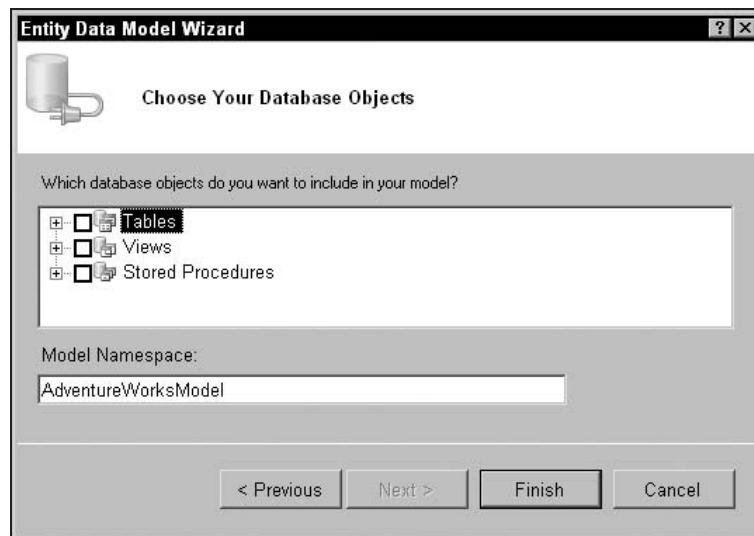 Entity Data Model Wizard
Choose Your Database Objects
Which database objects do you want to include in your model?
Tables
Views
Stored Procedures
Model Namespace:
AdventureWorksModel
< Previous
Next >
Finish
Cancel